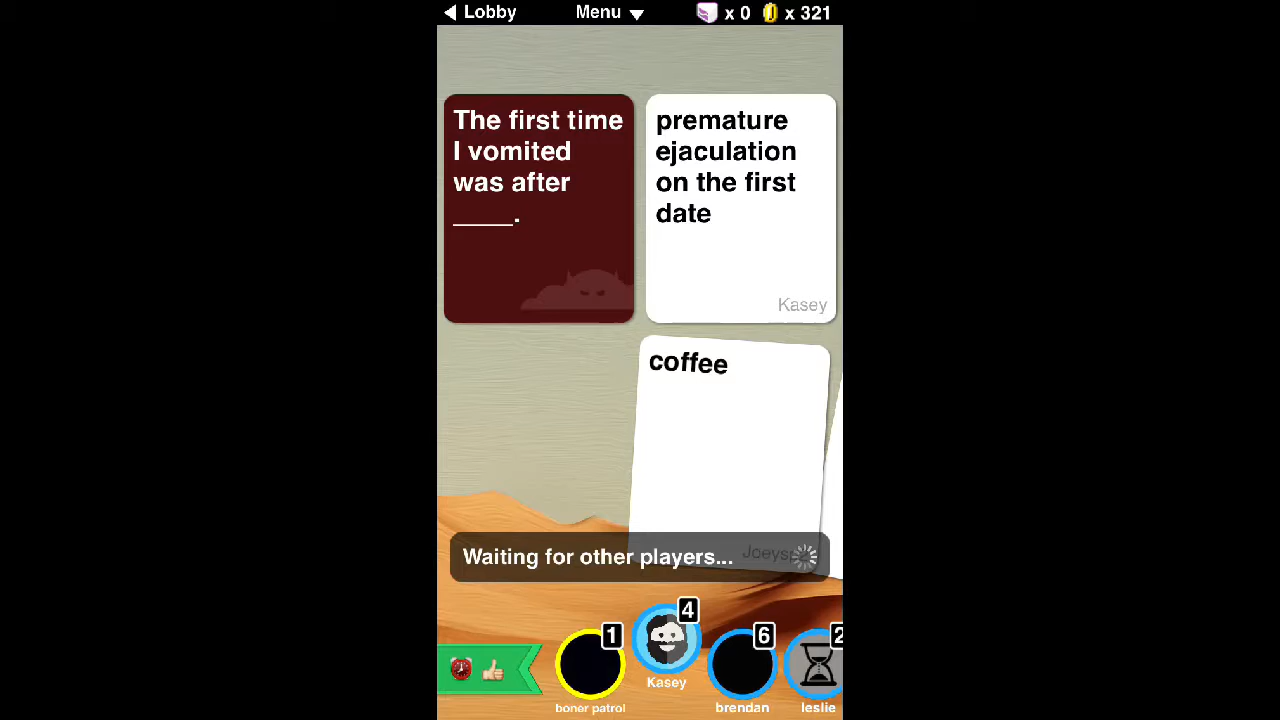 Lobby
Menu
x 0
x 321
The first time
I vomited
was after
_____.
premature
ejaculation
on the first
date
Kasey
coffee
Waiting for other players...
1
4
6
2
boner patrol
Kasey
brendan
leslie